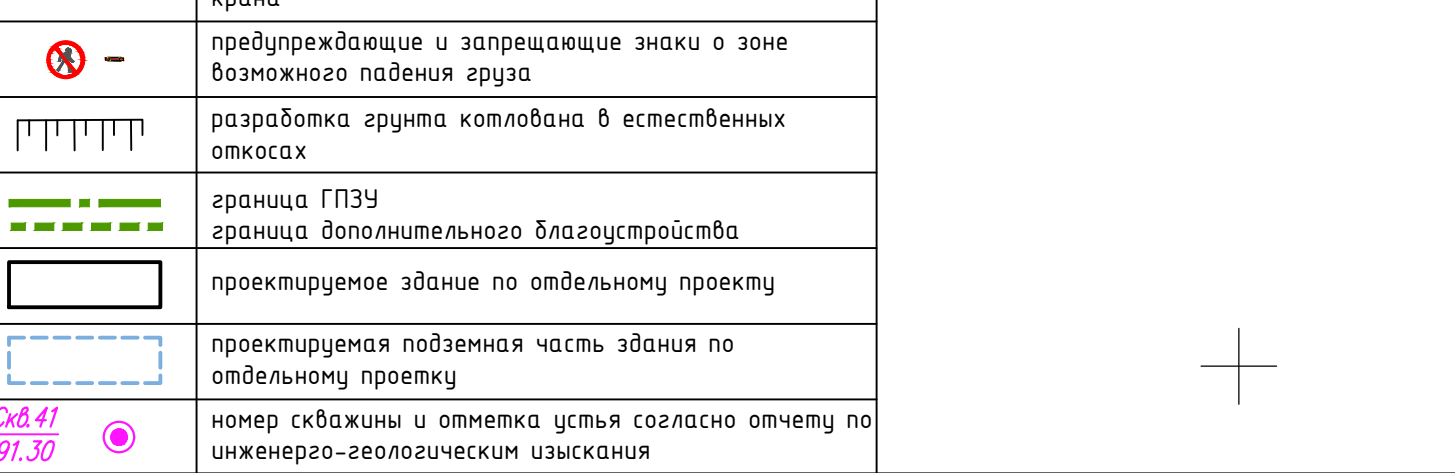 крана
предупреждающие и запрещающие знаки о зоне
возможного падения груза
разработка грунта котлована в естественных
откосах
граница ГПЗУ
граница дополнительного благоустройства
проектируемое здание по отдельному проекту
проектируемая подземная часть здания по
отдельному проетку
Скв.41
91.30
номер скважины и отметка устья согласно отчету по
инженерго-геологическим изыскания